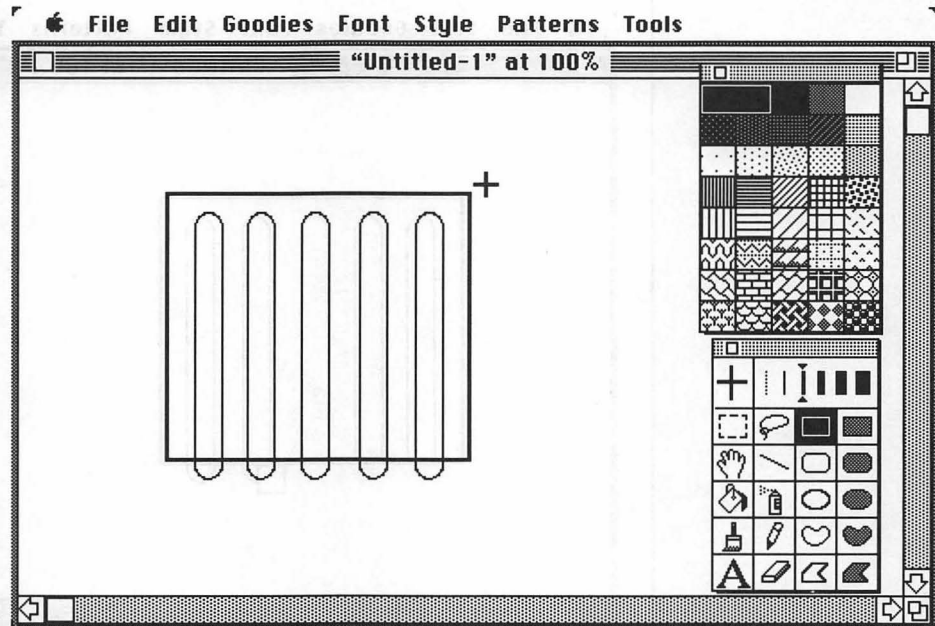 File Edit Goodies Font Style Patterns Tools
“Untitled-1” at 100%
A